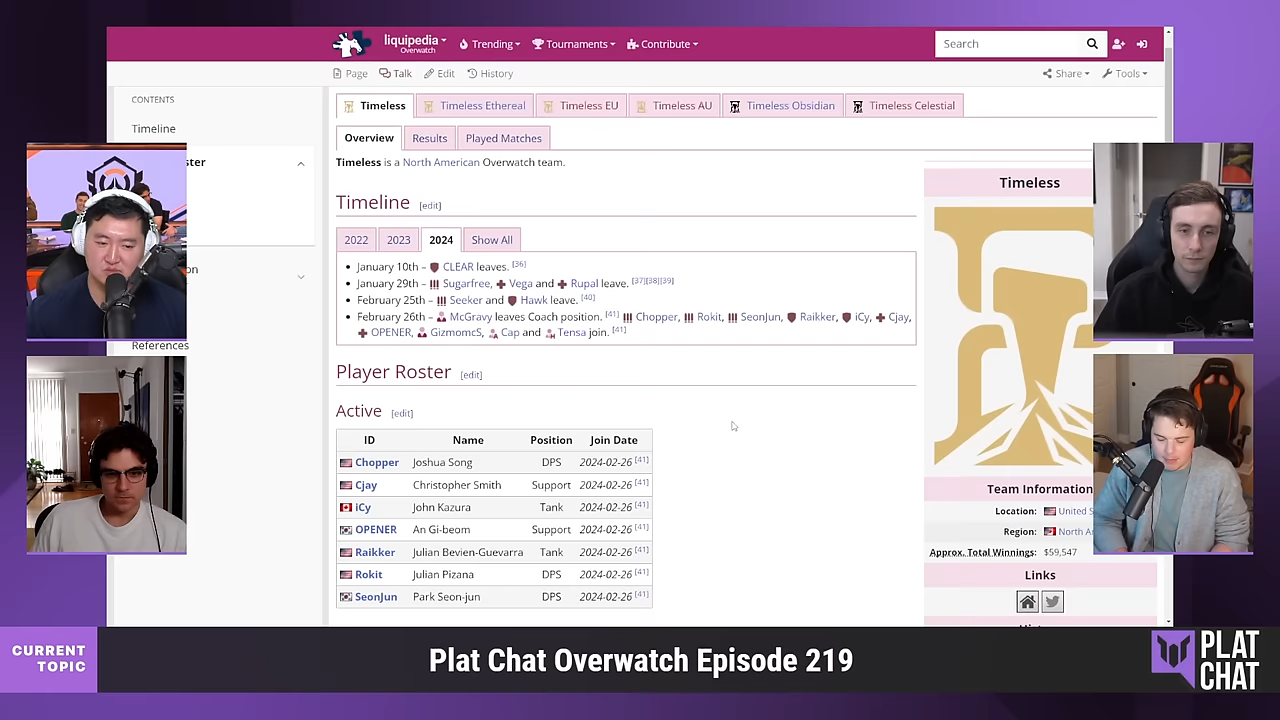 liquipedia
Overwatch
Trending
Tournaments
Contribute
Search
Page
Talk
Edit
History
Share
Tools
CONTENTS
Timeline
ster
on
References
Timeless
Timeless Ethereal
Timeless EU
Timeless AU
Timeless Obsidian
Timeless Celestial
Overview
Results
Played Matches
Timeless is a North American Overwatch team.
Timeline [edit]
2022
2023
2024
Show All
• January 10th – CLEAR leaves. [36]
• January 29th – Sugarfree, Vega and Rupal leave. [37][38][39]
• February 25th – Seeker and Hawk leave. [40]
• February 26th – McGravy leaves Coach position. [41] Chopper, Rokit, SeonJun, Raikker, iCy, Cjay,
OPENER, GizmomcS, Cap and Tensa join. [41]
Player Roster [edit]
Active [edit]
ID Name Position Join Date
Chopper Joshua Song DPS 2024-02-26 [41]
Cjay Christopher Smith Support 2024-02-26 [41]
iCy John Kazura Tank 2024-02-26 [41]
OPENER An Gi-beom Support 2024-02-26 [41]
Raikker Julian Bevien-Guevarra Tank 2024-02-26 [41]
Rokit Julian Pizana DPS 2024-02-26 [41]
SeonJun Park Seon-jun DPS 2024-02-26 [41]
Timeless
Team Information
Location: United S
Region: North A
Approx. Total Winnings: $59,547
Links
CURRENT
TOPIC
Plat Chat Overwatch Episode 219
PLAT
CHAT